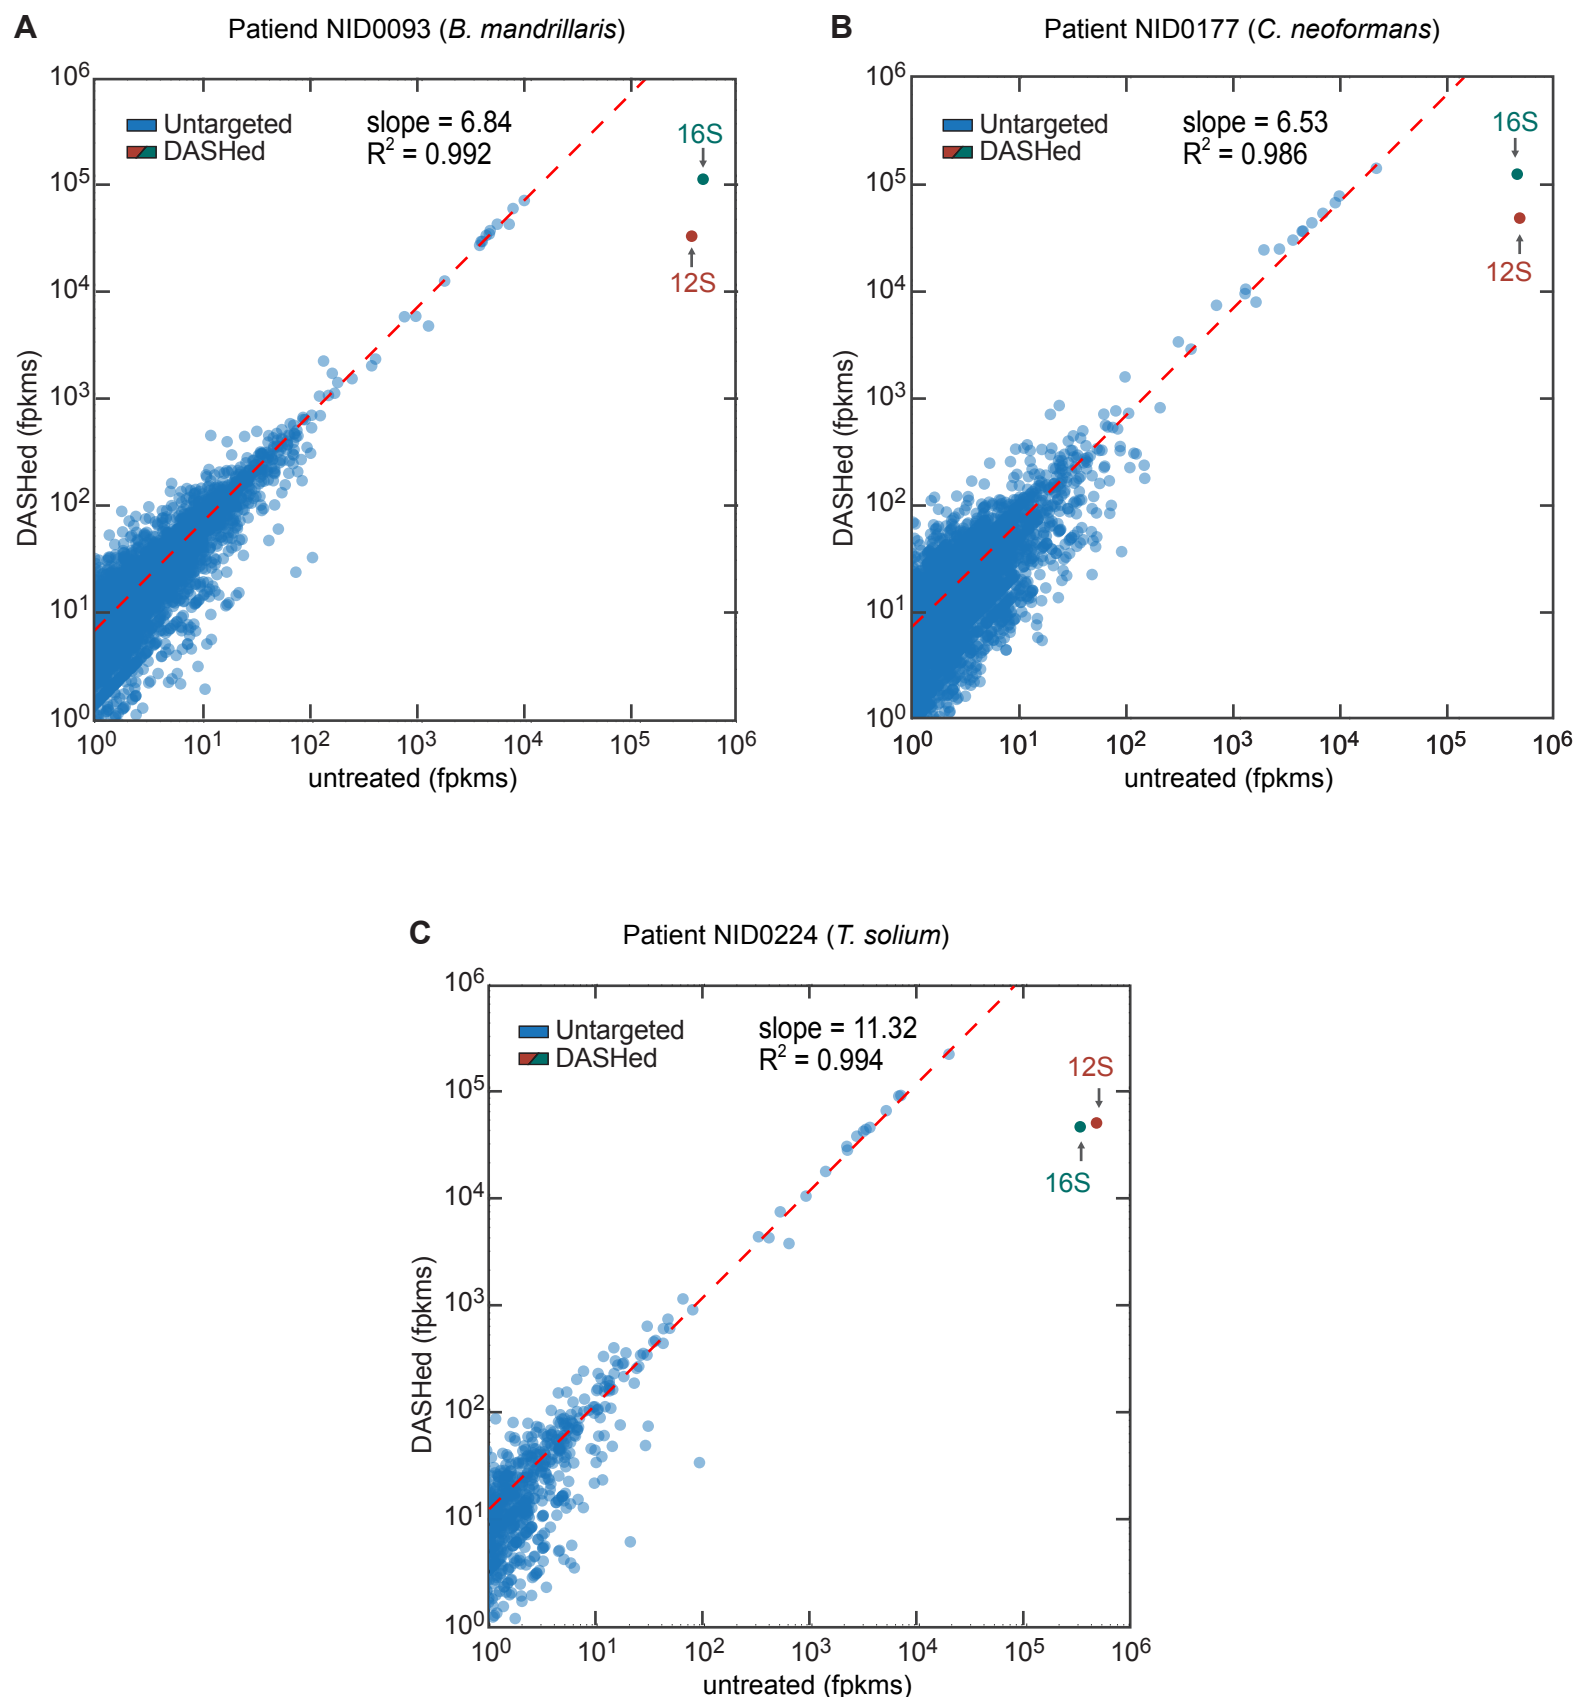 A
Patiend NID0093 (B. mandrillaris)
10^6
10^5
10^4
10^3
10^2
10^1
10^0
DASHed (fpkms)
Untargeted
DASHed
slope = 6.84
R^2 = 0.992
16S
12S
10^0 10^1 10^2 10^3 10^4 10^5 10^6
untreated (fpkms)
B
Patient NID0177 (C. neoformans)
10^6
10^5
10^4
10^3
10^2
10^1
10^0
DASHed (fpkms)
Untargeted
DASHed
slope = 6.53
R^2 = 0.986
16S
12S
10^0 10^1 10^2 10^3 10^4 10^5 10^6
untreated (fpkms)
C
Patient NID0224 (T. solium)
10^6
10^5
10^4
10^3
10^2
10^1
10^0
DASHed (fpkms)
Untargeted
DASHed
slope = 11.32
R^2 = 0.994
12S
16S
10^0 10^1 10^2 10^3 10^4 10^5 10^6
untreated (fpkms)